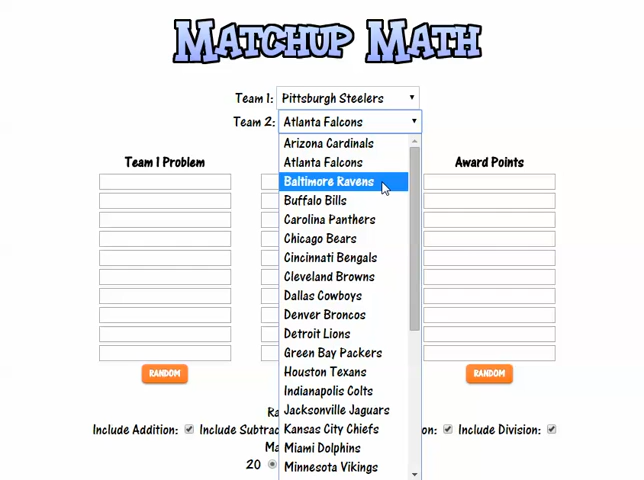 Matchup Math
Team 1: Pittsburgh Steelers
Team 2: Atlanta Falcons
Arizona Cardinals
Team 1 Problem Atlanta Falcons Award Points
Baltimore Ravens
Buffalo Bills
Carolina Panthers
Chicago Bears
Cincinnati Bengals
Cleveland Browns
Dallas Cowboys
Denver Broncos
Detroit Lions
Green Bay Packers
RANDOM Houston Texans RANDOM
Indianapolis Colts
Jacksonville Jaguars
Include Addition: Include Subtrac Kansas City Chiefs on: Include Division:
Ma Miami Dolphins
20 Minnesota Vikings